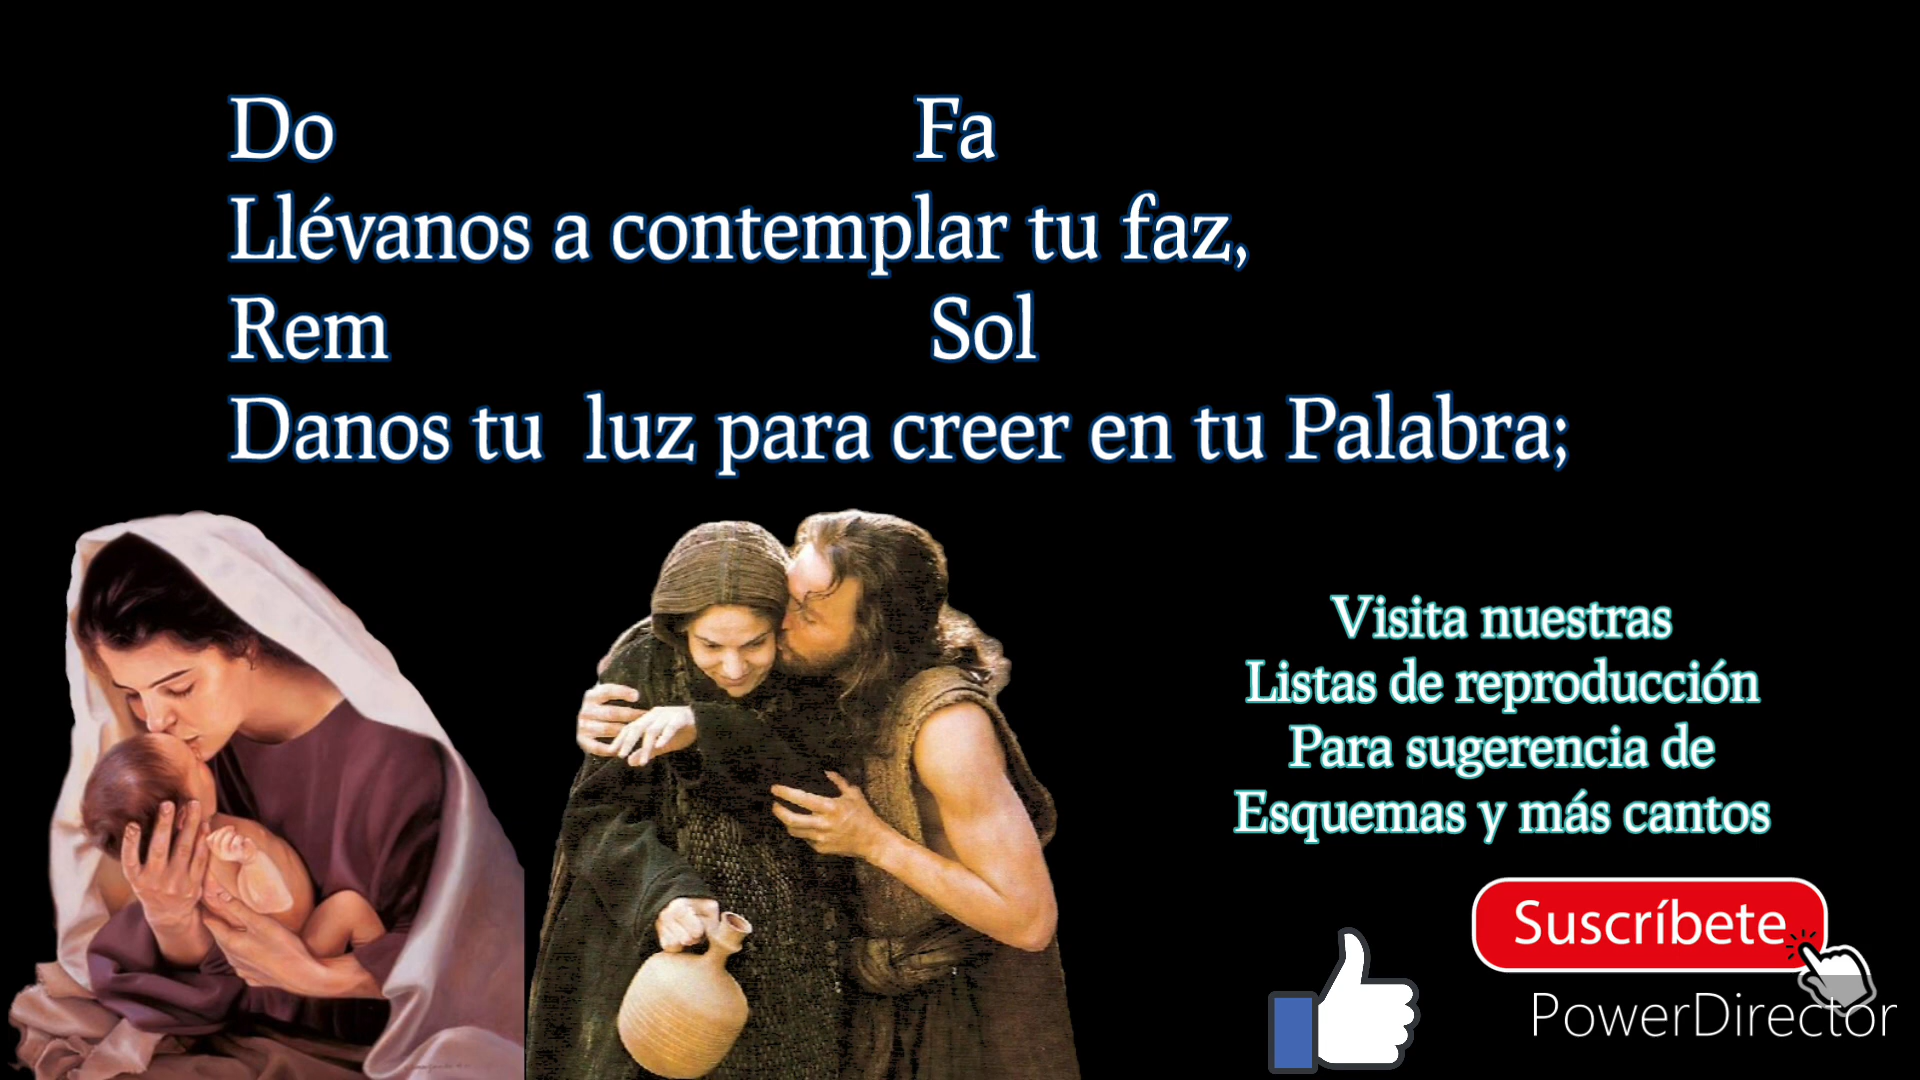 Do Fa
Llévanos a contemplar tu faz,
Rem Sol
Danos tu luz para creer en tu Palabra;
Visita nuestras
Listas de reproducción
Para sugerencia de
Esquemas y más cantos
Suscríbete
PowerDirector